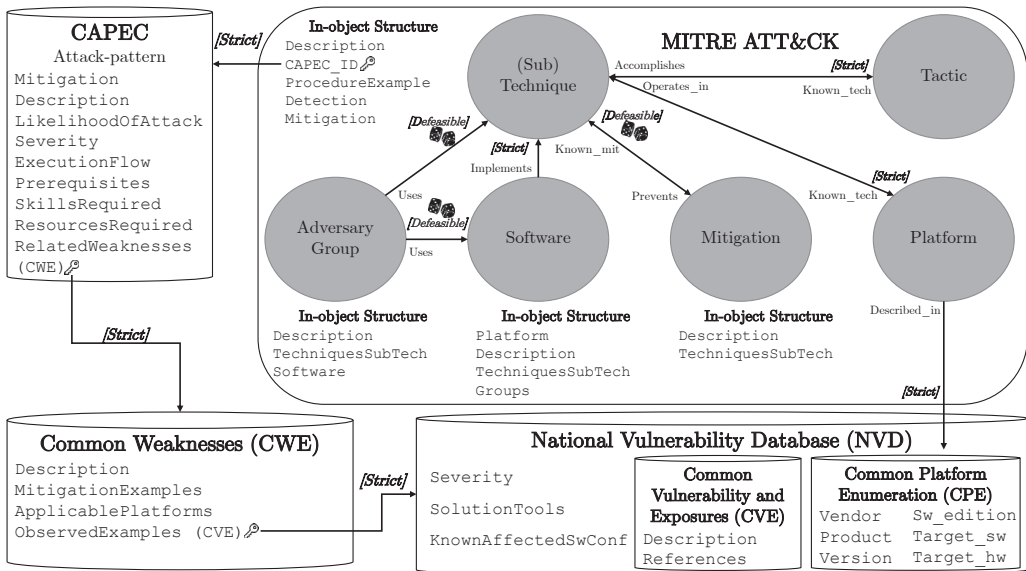 CAPEC
Attack-pattern
Mitigation
Description
LikelihoodOfAttack
Severity
ExecutionFlow
Prerequisites
SkillsRequired
ResourcesRequired
RelatedWeaknesses
(CWE)
[Strict]
In-object Structure
Description
CAPEC_ID
ProcedureExample
Detection
Mitigation
MITRE ATT&CK
(Sub)
Technique
Accomplishes
Operates_in
[Strict]
Known_tech
Tactic
[Defeasible]
[Strict]
Implements
[Defeasible]
Known_mit
Uses
[Defeasible]
Uses
Prevents
[Strict]
Known_tech
Adversary
Group
Software
Mitigation
Platform
Described_in
In-object Structure
Description
TechniquesSubTech
Software
In-object Structure
Platform
Description
TechniquesSubTech
Groups
In-object Structure
Description
TechniquesSubTech
[Strict]
[Strict]
Common Weaknesses (CWE)
Description
MitigationExamples
ApplicablePlatforms
ObservedExamples (CVE)
[Strict]
National Vulnerability Database (NVD)
Severity
SolutionTools
KnownAffectedSwConf
Common
Vulnerability and
Exposures (CVE)
Description
References
Common Platform
Enumeration (CPE)
Vendor Sw_edition
Product Target_sw
Version Target_hw